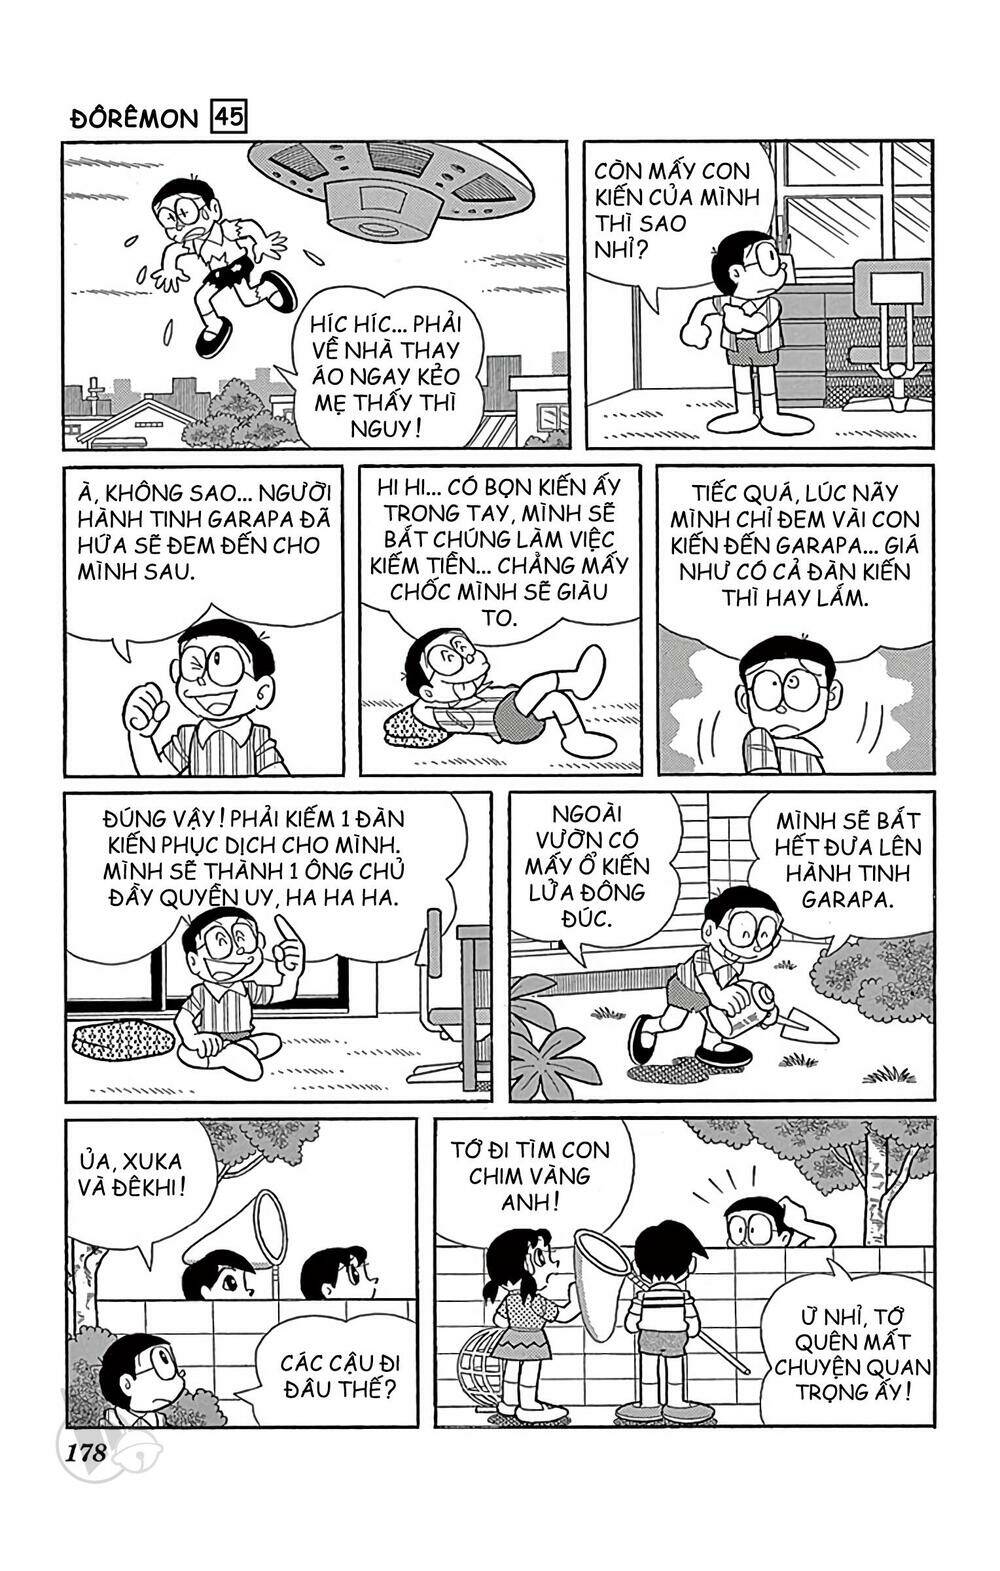 ĐÔRÊMON 45
HÍC HÍC... PHẢI
VỀ NHÀ THAY
ÁO NGAY KẺO
MẸ THẤY THÌ
NGUY!
CÒN MẤY CON
KIẾN CỦA MÌNH
THÌ SAO
NHỈ?
À, KHÔNG SAO... NGƯỜI
HÀNH TINH GARAPA ĐÃ
HỨA SẼ ĐEM ĐẾN CHO
MÌNH SAU.
HI HI... CÓ BỌN KIẾN ẤY
TRONG TAY, MÌNH SẼ
BẮT CHÚNG LÀM VIỆC
KIẾM TIỀN... CHẲNG MẤY
CHỐC MÌNH SẼ GIÀU
TO.
TIẾC QUÁ, LÚC NÃY
MÌNH CHỈ ĐEM VÀI CON
KIẾN ĐẾN GARAPA... GIÁ
NHƯ CÓ CẢ ĐÀN KIẾN
THÌ HAY LẮM.
ĐÚNG VẬY! PHẢI KIẾM 1 ĐÀN
KIẾN PHỤC DỊCH CHO MÌNH.
MÌNH SẼ THÀNH 1 ÔNG CHỦ
ĐẦY QUYỀN UY, HA HA HA.
NGOÀI
VƯỜN CÓ
MẤY Ổ KIẾN
LỬA ĐÔNG
ĐÚC.
MÌNH SẼ BẮT
HẾT ĐƯA LÊN
HÀNH TINH
GARAPA.
ỦA, XUKA
VÀ ĐÊKHI!
CÁC CẬU ĐI
ĐÂU THẾ?
TỚ ĐI TÌM CON
CHIM VÀNG
ANH!
Ừ NHỈ, TỚ
QUÊN MẤT
CHUYỆN QUAN
TRỌNG ẤY!
178